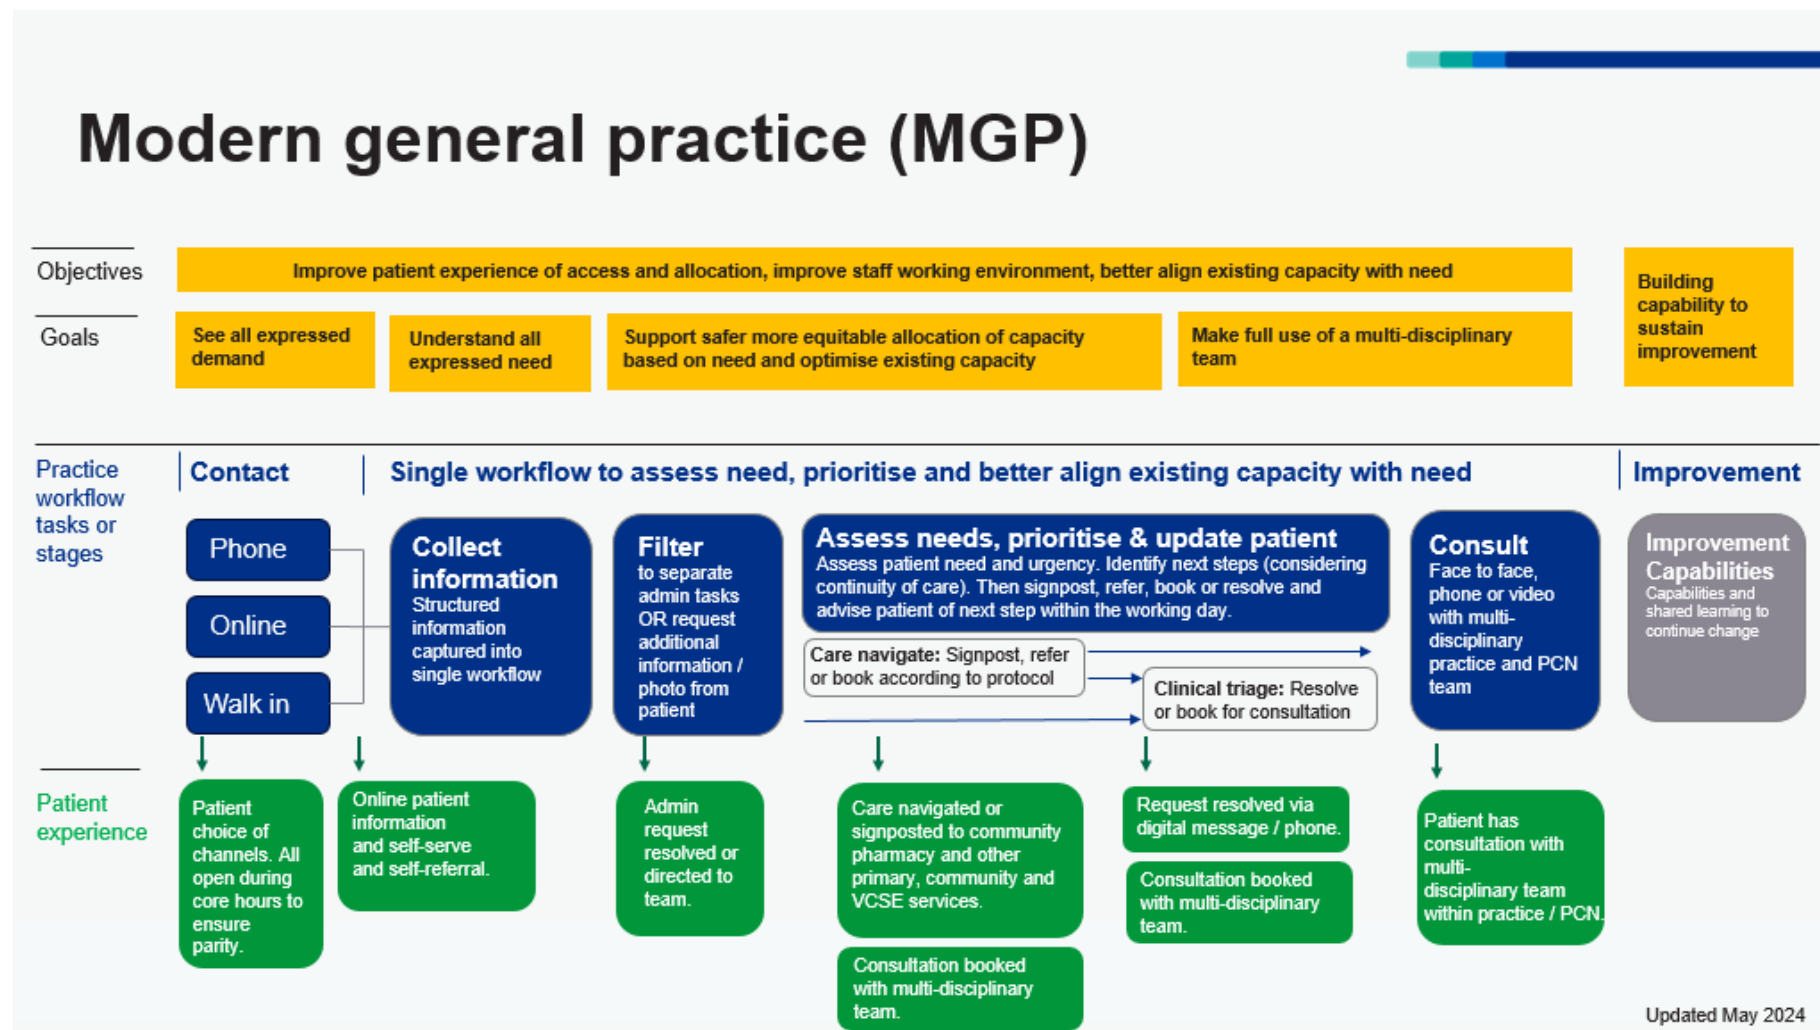 Modern general practice (MGP)
Objectives
Improve patient experience of access and allocation, improve staff working environment, better align existing capacity with need
Building
capability to
sustain
improvement
Goals
See all expressed
demand
Understand all
expressed need
Support safer more equitable allocation of capacity
based on need and optimise existing capacity
Make full use of a multi-disciplinary
team
Practice
workflow
tasks or
stages
Contact
Single workflow to assess need, prioritise and better align existing capacity with need
Improvement
Phone
Online
Walk in
Collect
information
Structured
information
captured into
single workflow
Filter
to separate
admin tasks
OR request
additional
information /
photo from
patient
Assess needs, prioritise & update patient
Assess patient need and urgency. Identify next steps (considering
continuity of care). Then signpost, refer, book or resolve and
advise patient of next step within the working day.
Care navigate: Signpost, refer
or book according to protocol
Clinical triage: Resolve
or book for consultation
Consult
Face to face,
phone or video
with multi-
disciplinary
practice and PCN
team
Improvement
Capabilities
Capabilities and
shared learning to
continue change
Patient
experience
Patient
choice of
channels. All
open during
core hours to
ensure
parity.
Online patient
information
and self-serve
and self-referral.
Admin
request
resolved or
directed to
team.
Care navigated or
signposted to community
pharmacy and other
primary, community and
VCSE services.
Consultation booked
with multi-disciplinary
team.
Request resolved via
digital message / phone.
Consultation booked
with multi-disciplinary
team.
Patient has
consultation with
multi-
disciplinary team
within practice / PCN.
Updated May 2024